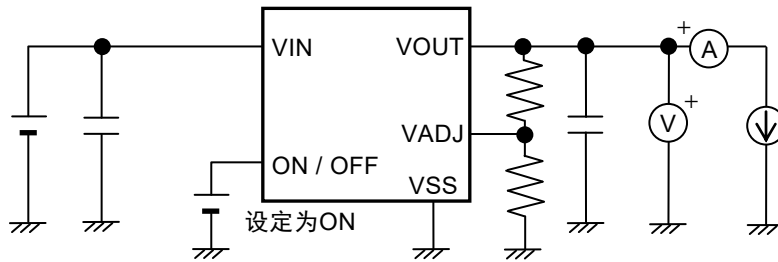 VIN
VOUT
+
A
V
+
VADJ
ON / OFF
VSS
设定为ON